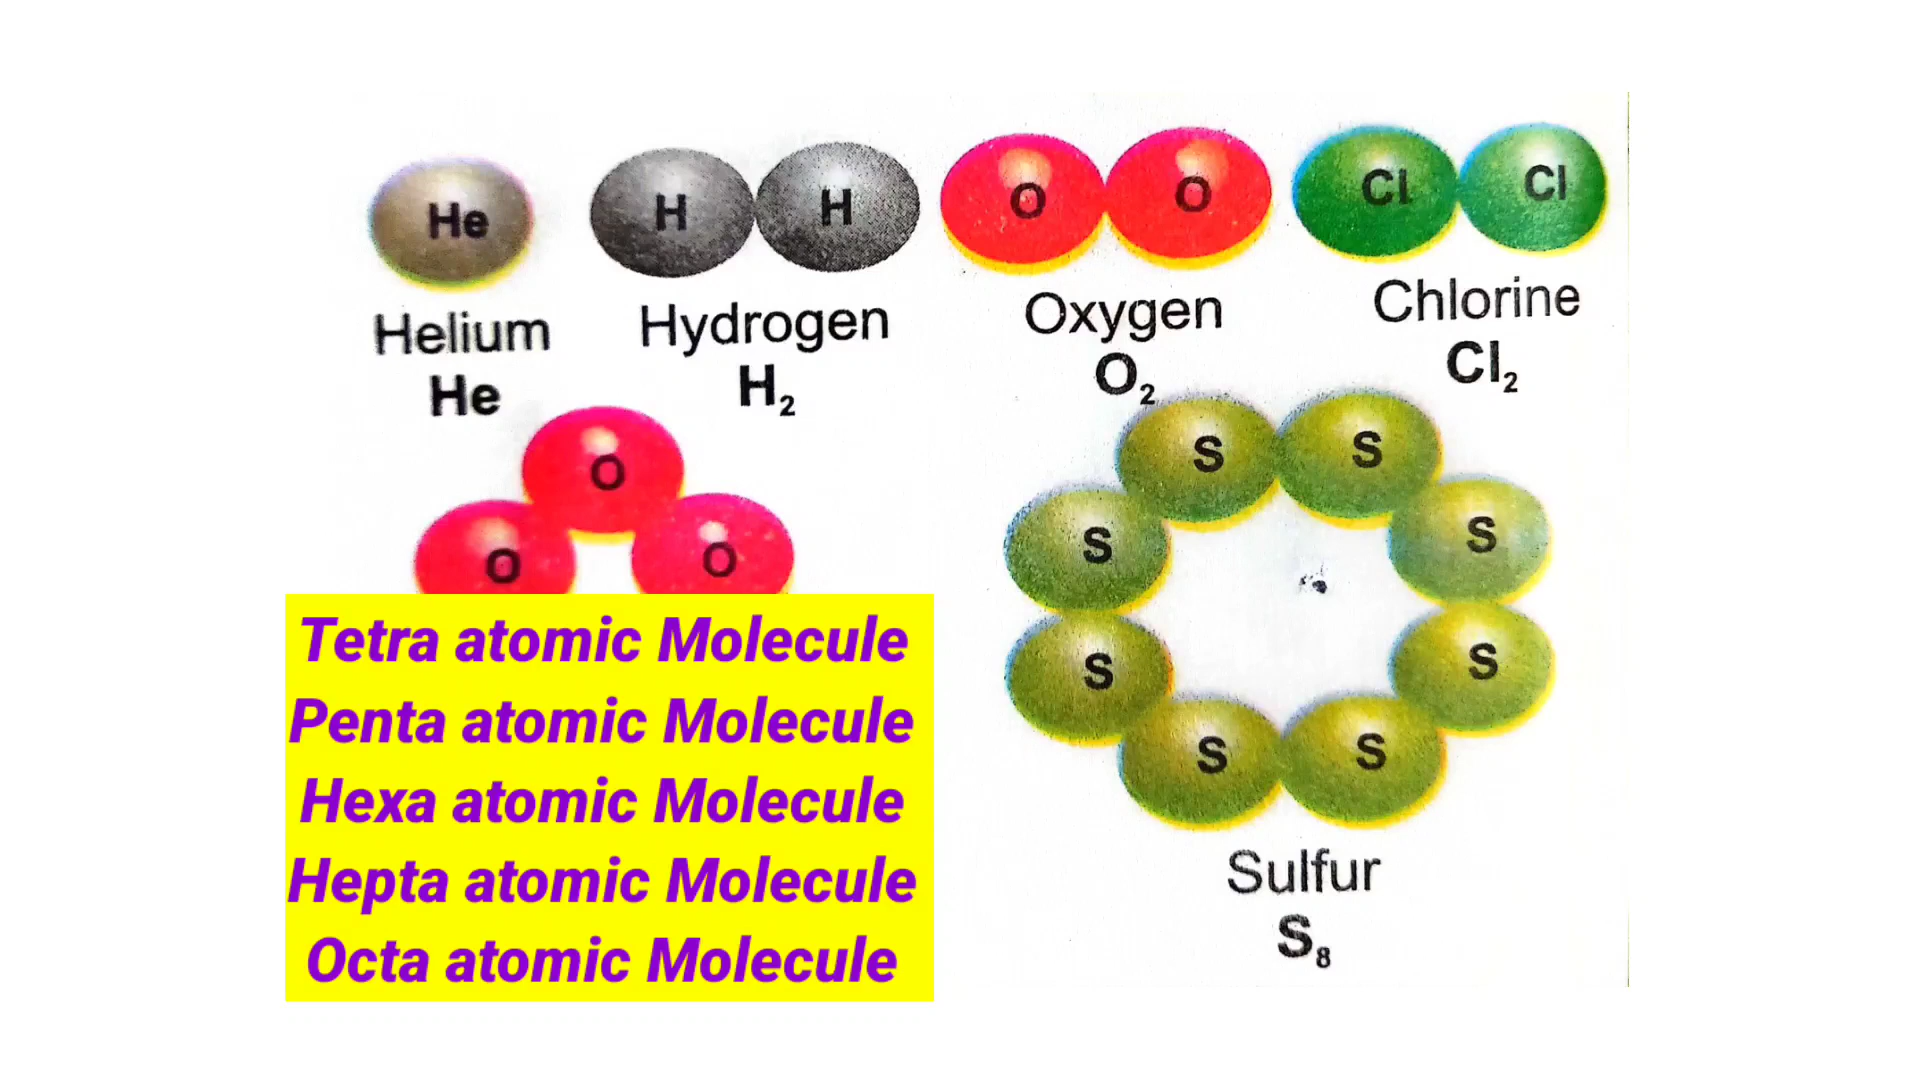 He
H H
O O
Cl Cl
Helium
He
Hydrogen
H₂
Oxygen
O₂
Chlorine
Cl₂
O
O O
S S
S S
S S
S S
Sulfur
S₈
Tetra atomic Molecule
Penta atomic Molecule
Hexa atomic Molecule
Hepta atomic Molecule
Octa atomic Molecule